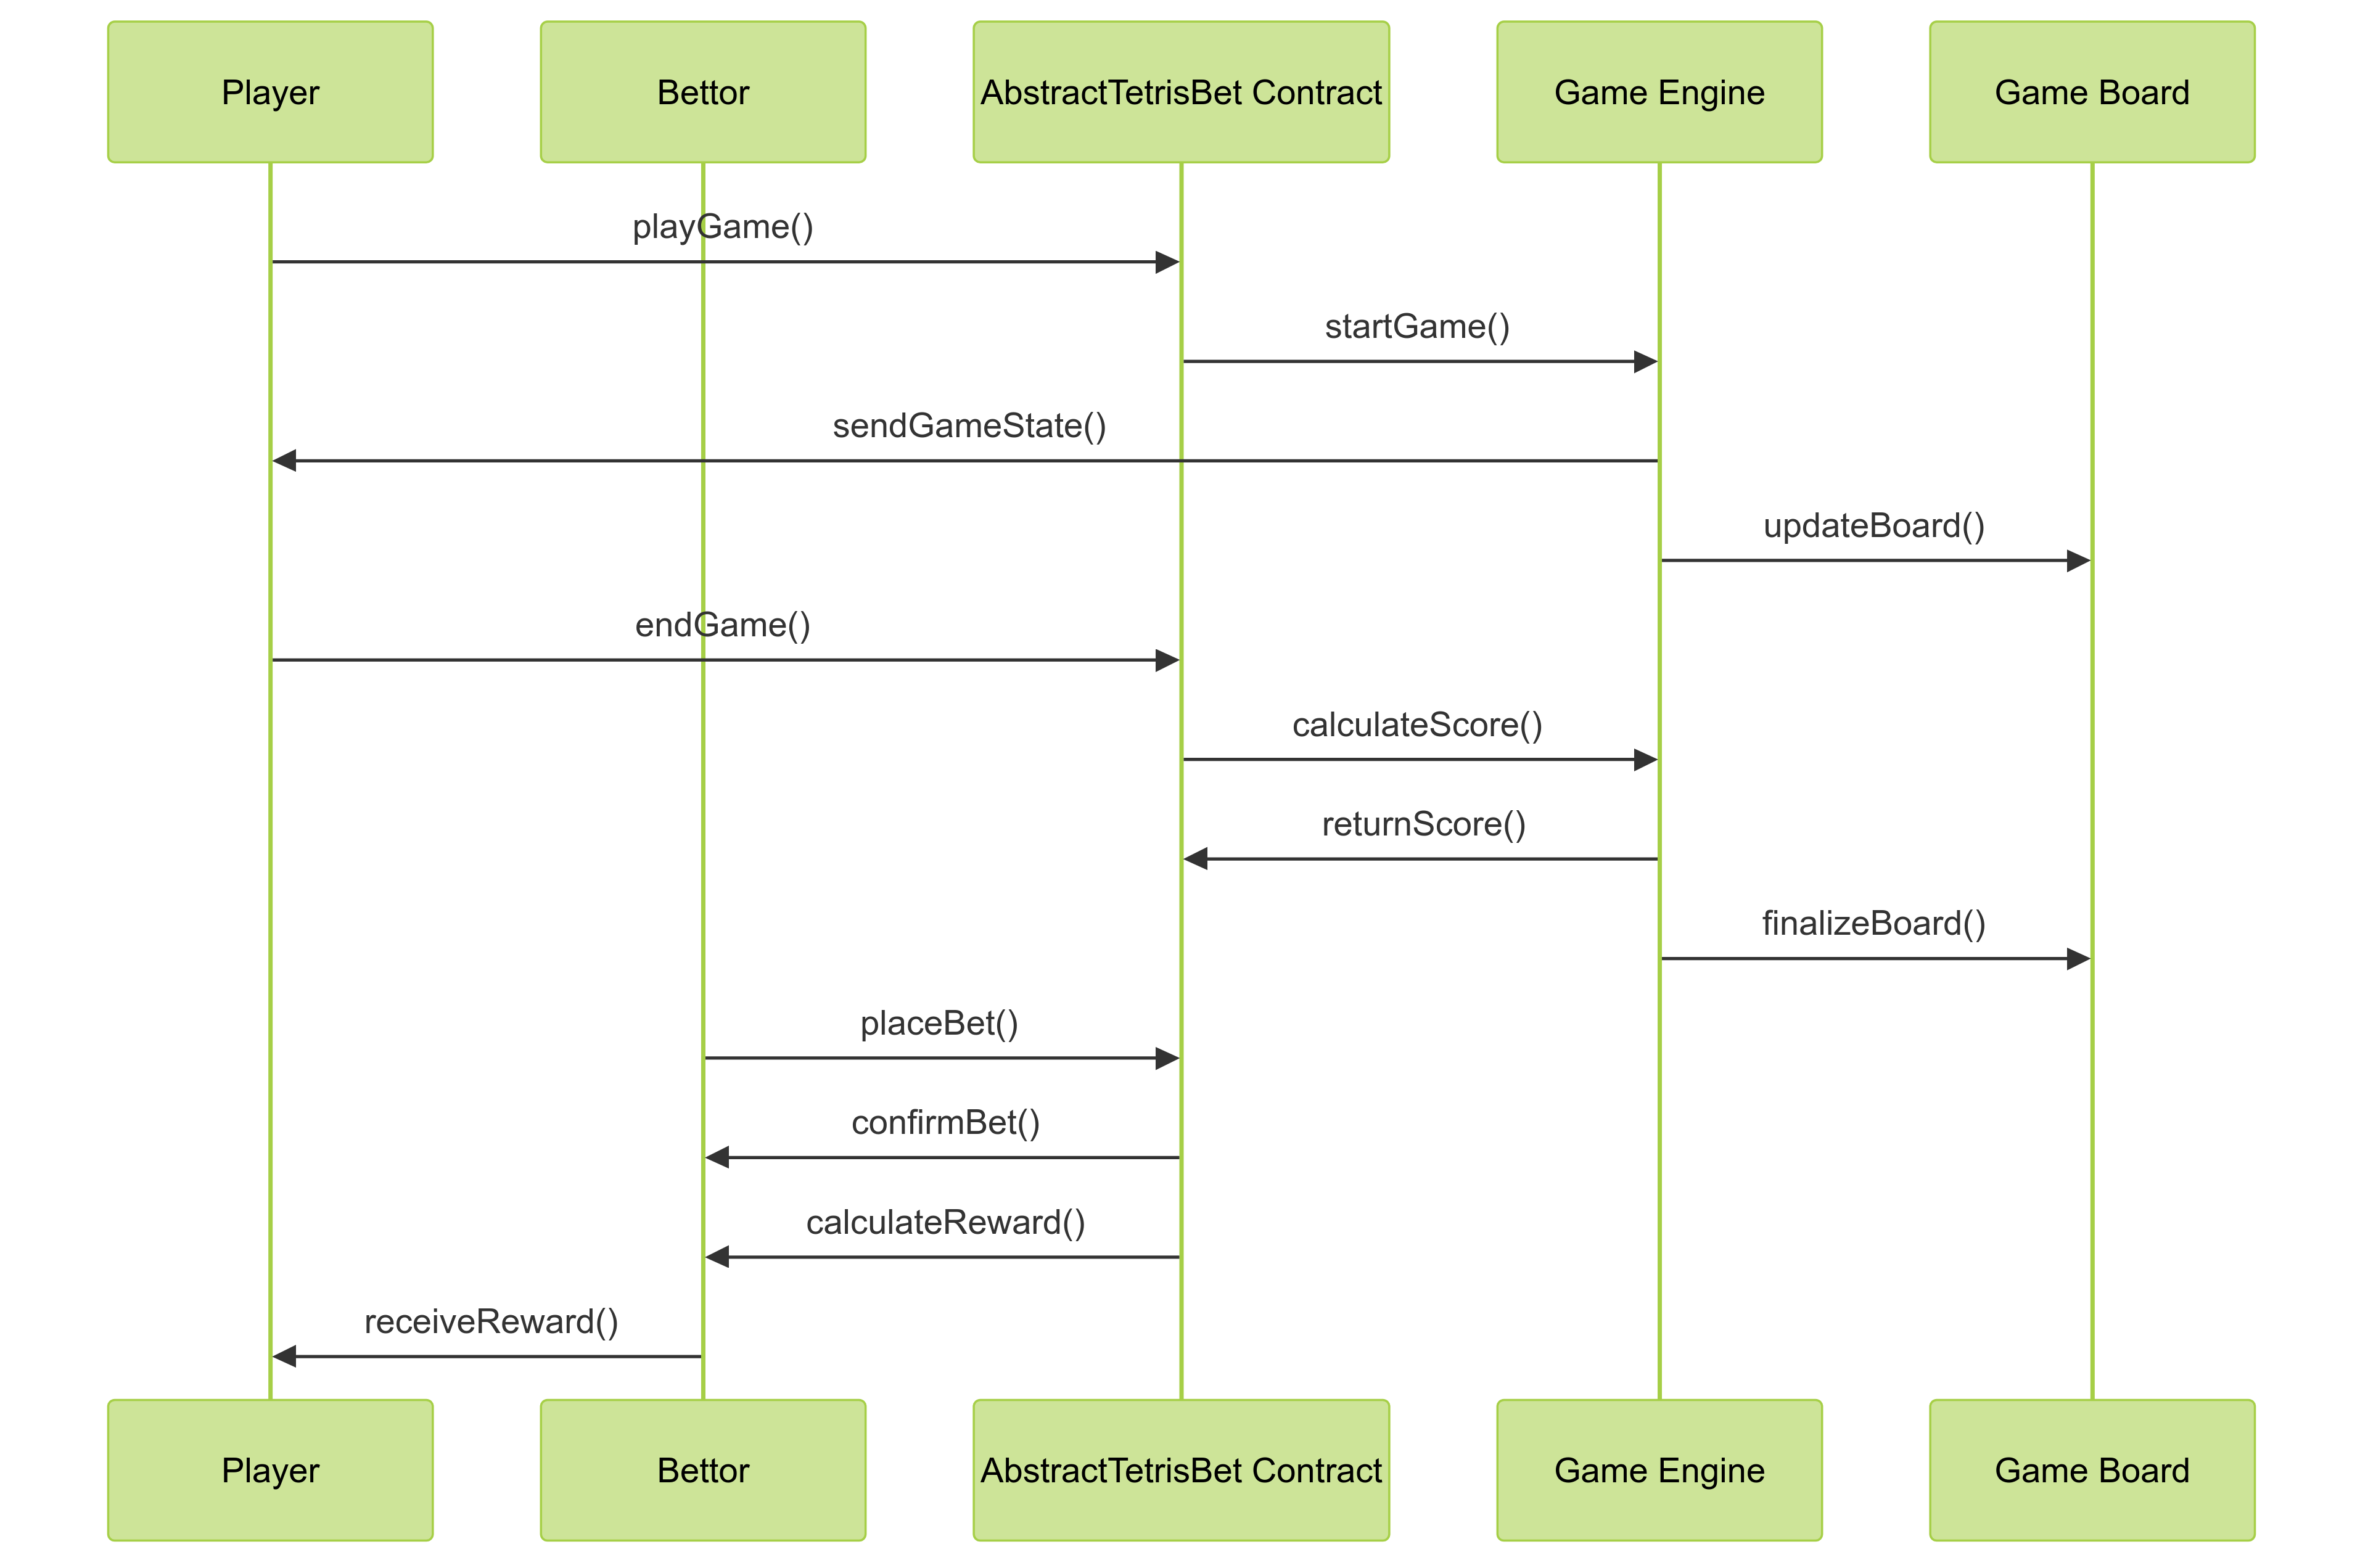 Player
Bettor
AbstractTetrisBet Contract
Game Engine
Game Board
playGame()
startGame()
sendGameState()
updateBoard()
endGame()
calculateScore()
returnScore()
finalizeBoard()
placeBet()
confirmBet()
calculateReward()
receiveReward()
Player
Bettor
AbstractTetrisBet Contract
Game Engine
Game Board